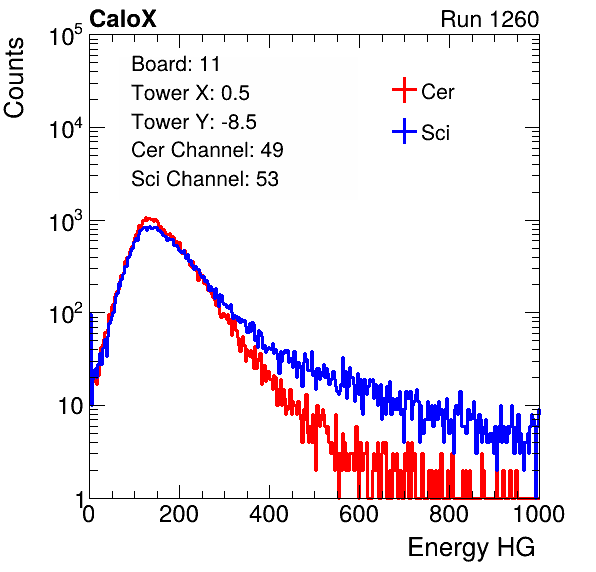 CaloX Run 1260
Counts
Board: 11
Tower X: 0.5
Tower Y: -8.5
Cer Channel: 49
Sci Channel: 53
Cer
Sci
10^5
10^4
10^3
10^2
10
1
0 200 400 600 800 1000
Energy HG